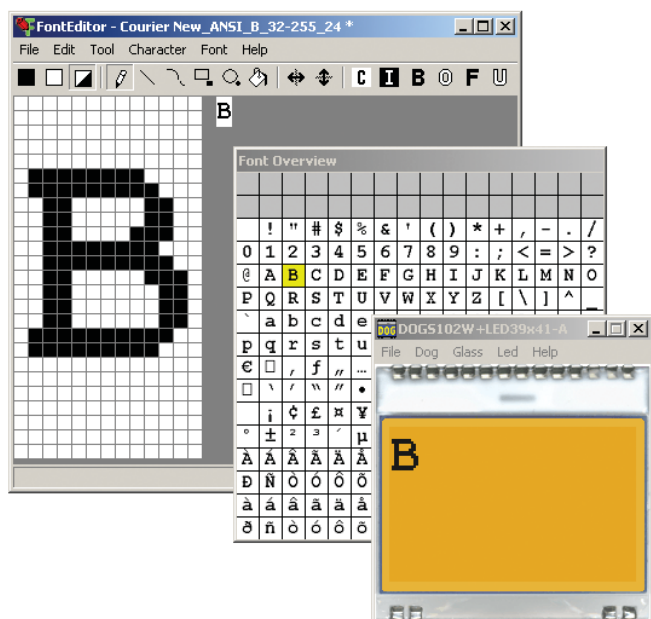 FontEditor - Courier New_ANSI_B_32-255_24 *
File Edit Tool Character Font Help
C I B O F U
B
Font Overview
! " # $ % & ' ( ) * + , - . /
0 1 2 3 4 5 6 7 8 9 : ; < = > ?
@ A B C D E F G H I J K L M N O
P Q R S T U V W X Y Z [ \ ] ^ _
` a b c d e
p q r s t u
€ □ ‚ ƒ „ …
□ ‘ ’ “ ” •
¡ ¢ £ ¤ ¥
° ± ² ³ ´ µ
À Á Â Ã Ä Å
Ð Ñ Ò Ó Ô Õ
à á â ã ä å
ð ñ ò ó ô õ
DOG DOGS102W+LED39x41-A
File Dog Glass Led Help
B
B